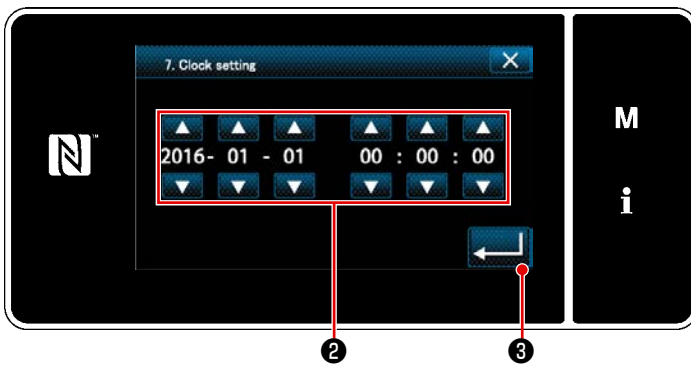 7. Clock setting
M
2016- 01 - 01 00 : 00 : 00
i
❷ ❸